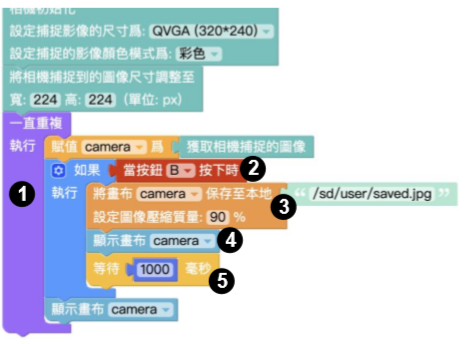 相機初始化
設定捕捉影像的尺寸爲: QVGA (320*240)
設定捕捉的影像顏色模式爲: 彩色
將相機捕捉到的圖像尺寸調整至
寬: 224 高: 224 (單位: px)
一直重複
執行 賦值 camera 爲 獲取相機捕捉的圖像
如果 當按鈕 B 按下時 2
1 執行 將畫布 camera 保存至本地 “ /sd/user/saved.jpg ”
設定圖像壓縮質量: 90 % 3
顯示畫布 camera 4
等待 1000 毫秒 5
顯示畫布 camera